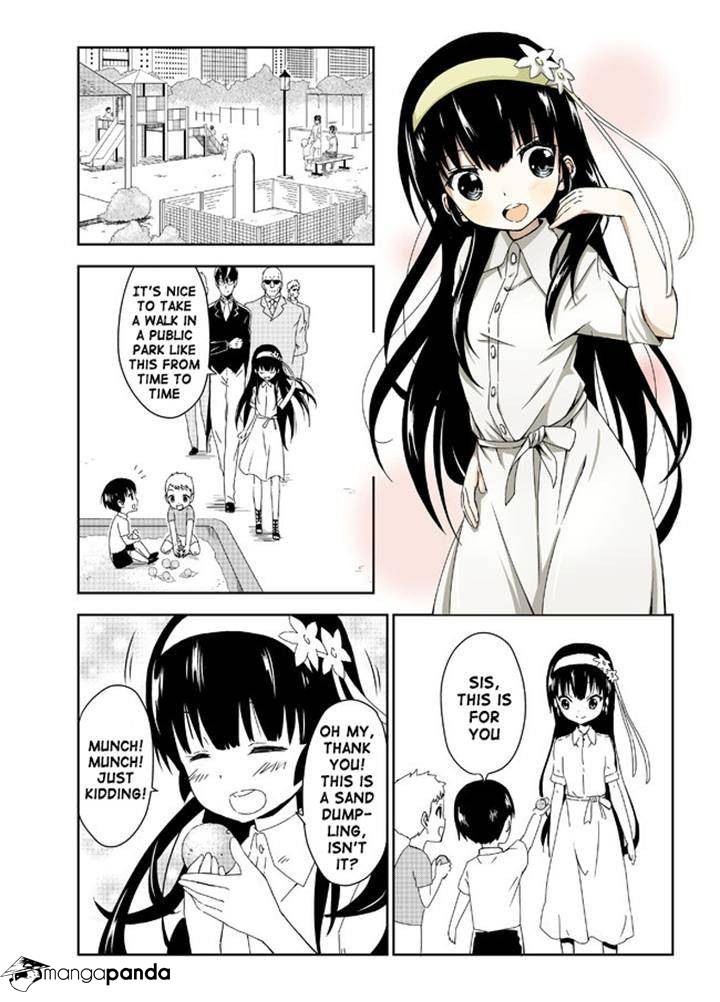 IT'S NICE
TO TAKE
A WALK IN
A PUBLIC
PARK LIKE
THIS FROM
TIME TO
TIME
SIS,
THIS IS
FOR
YOU
OH MY,
THANK
YOU!
THIS IS
A SAND
DUMP-
LING,
ISN'T
IT?
MUNCH!
MUNCH!
JUST
KIDDING!
mangapanda